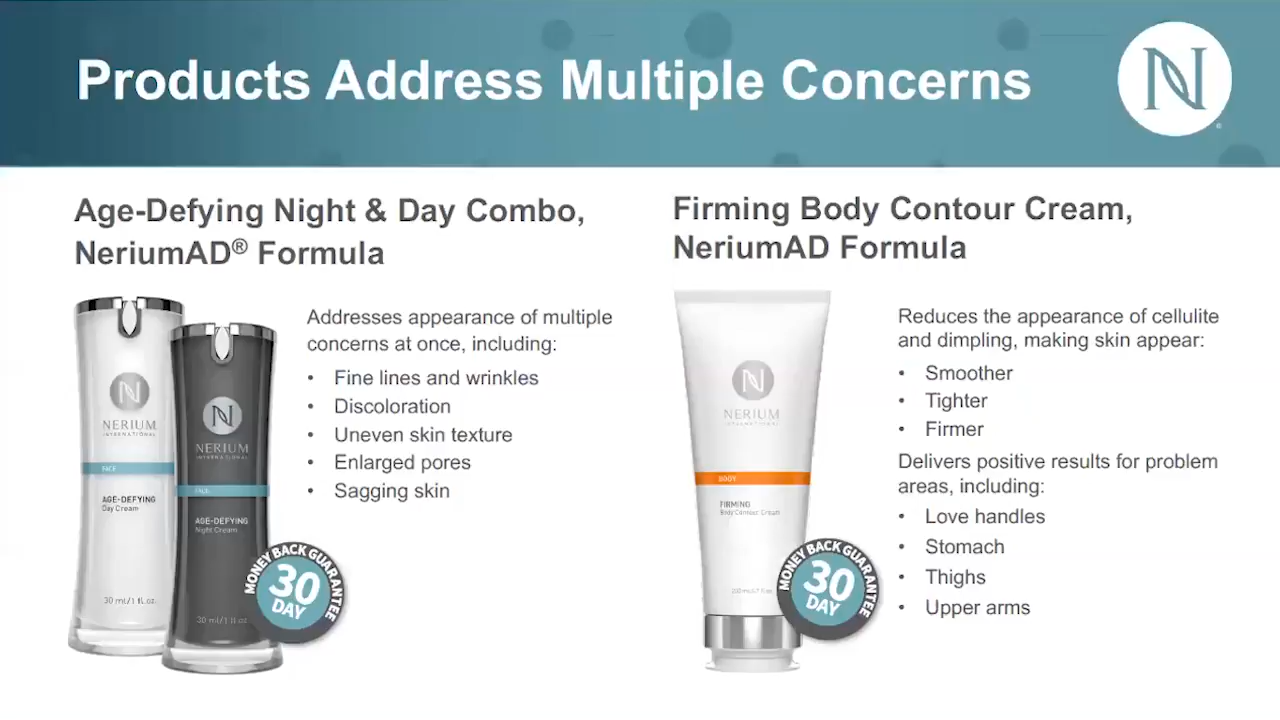 Products Address Multiple Concerns
N
®
Age-Defying Night & Day Combo,
NeriumAD® Formula
Addresses appearance of multiple
concerns at once, including:
• Fine lines and wrinkles
• Discoloration
• Uneven skin texture
• Enlarged pores
• Sagging skin
N
NERIUM
INTERNATIONAL
FACE
AGE-DEFYING
Day Cream
30 ml/1 fl.oz.
N
NERIUM
INTERNATIONAL
FACE
AGE-DEFYING
Night Cream
30 ml/1 fl.oz
MONEY BACK GUARANTEE
30
DAY
Firming Body Contour Cream,
NeriumAD Formula
Reduces the appearance of cellulite
and dimpling, making skin appear:
• Smoother
• Tighter
• Firmer
Delivers positive results for problem
areas, including:
• Love handles
• Stomach
• Thighs
• Upper arms
N
NERIUM
INTERNATIONAL
BODY
FIRMING
Body Contour Cream
MONEY BACK GUARANTEE
30
DAY